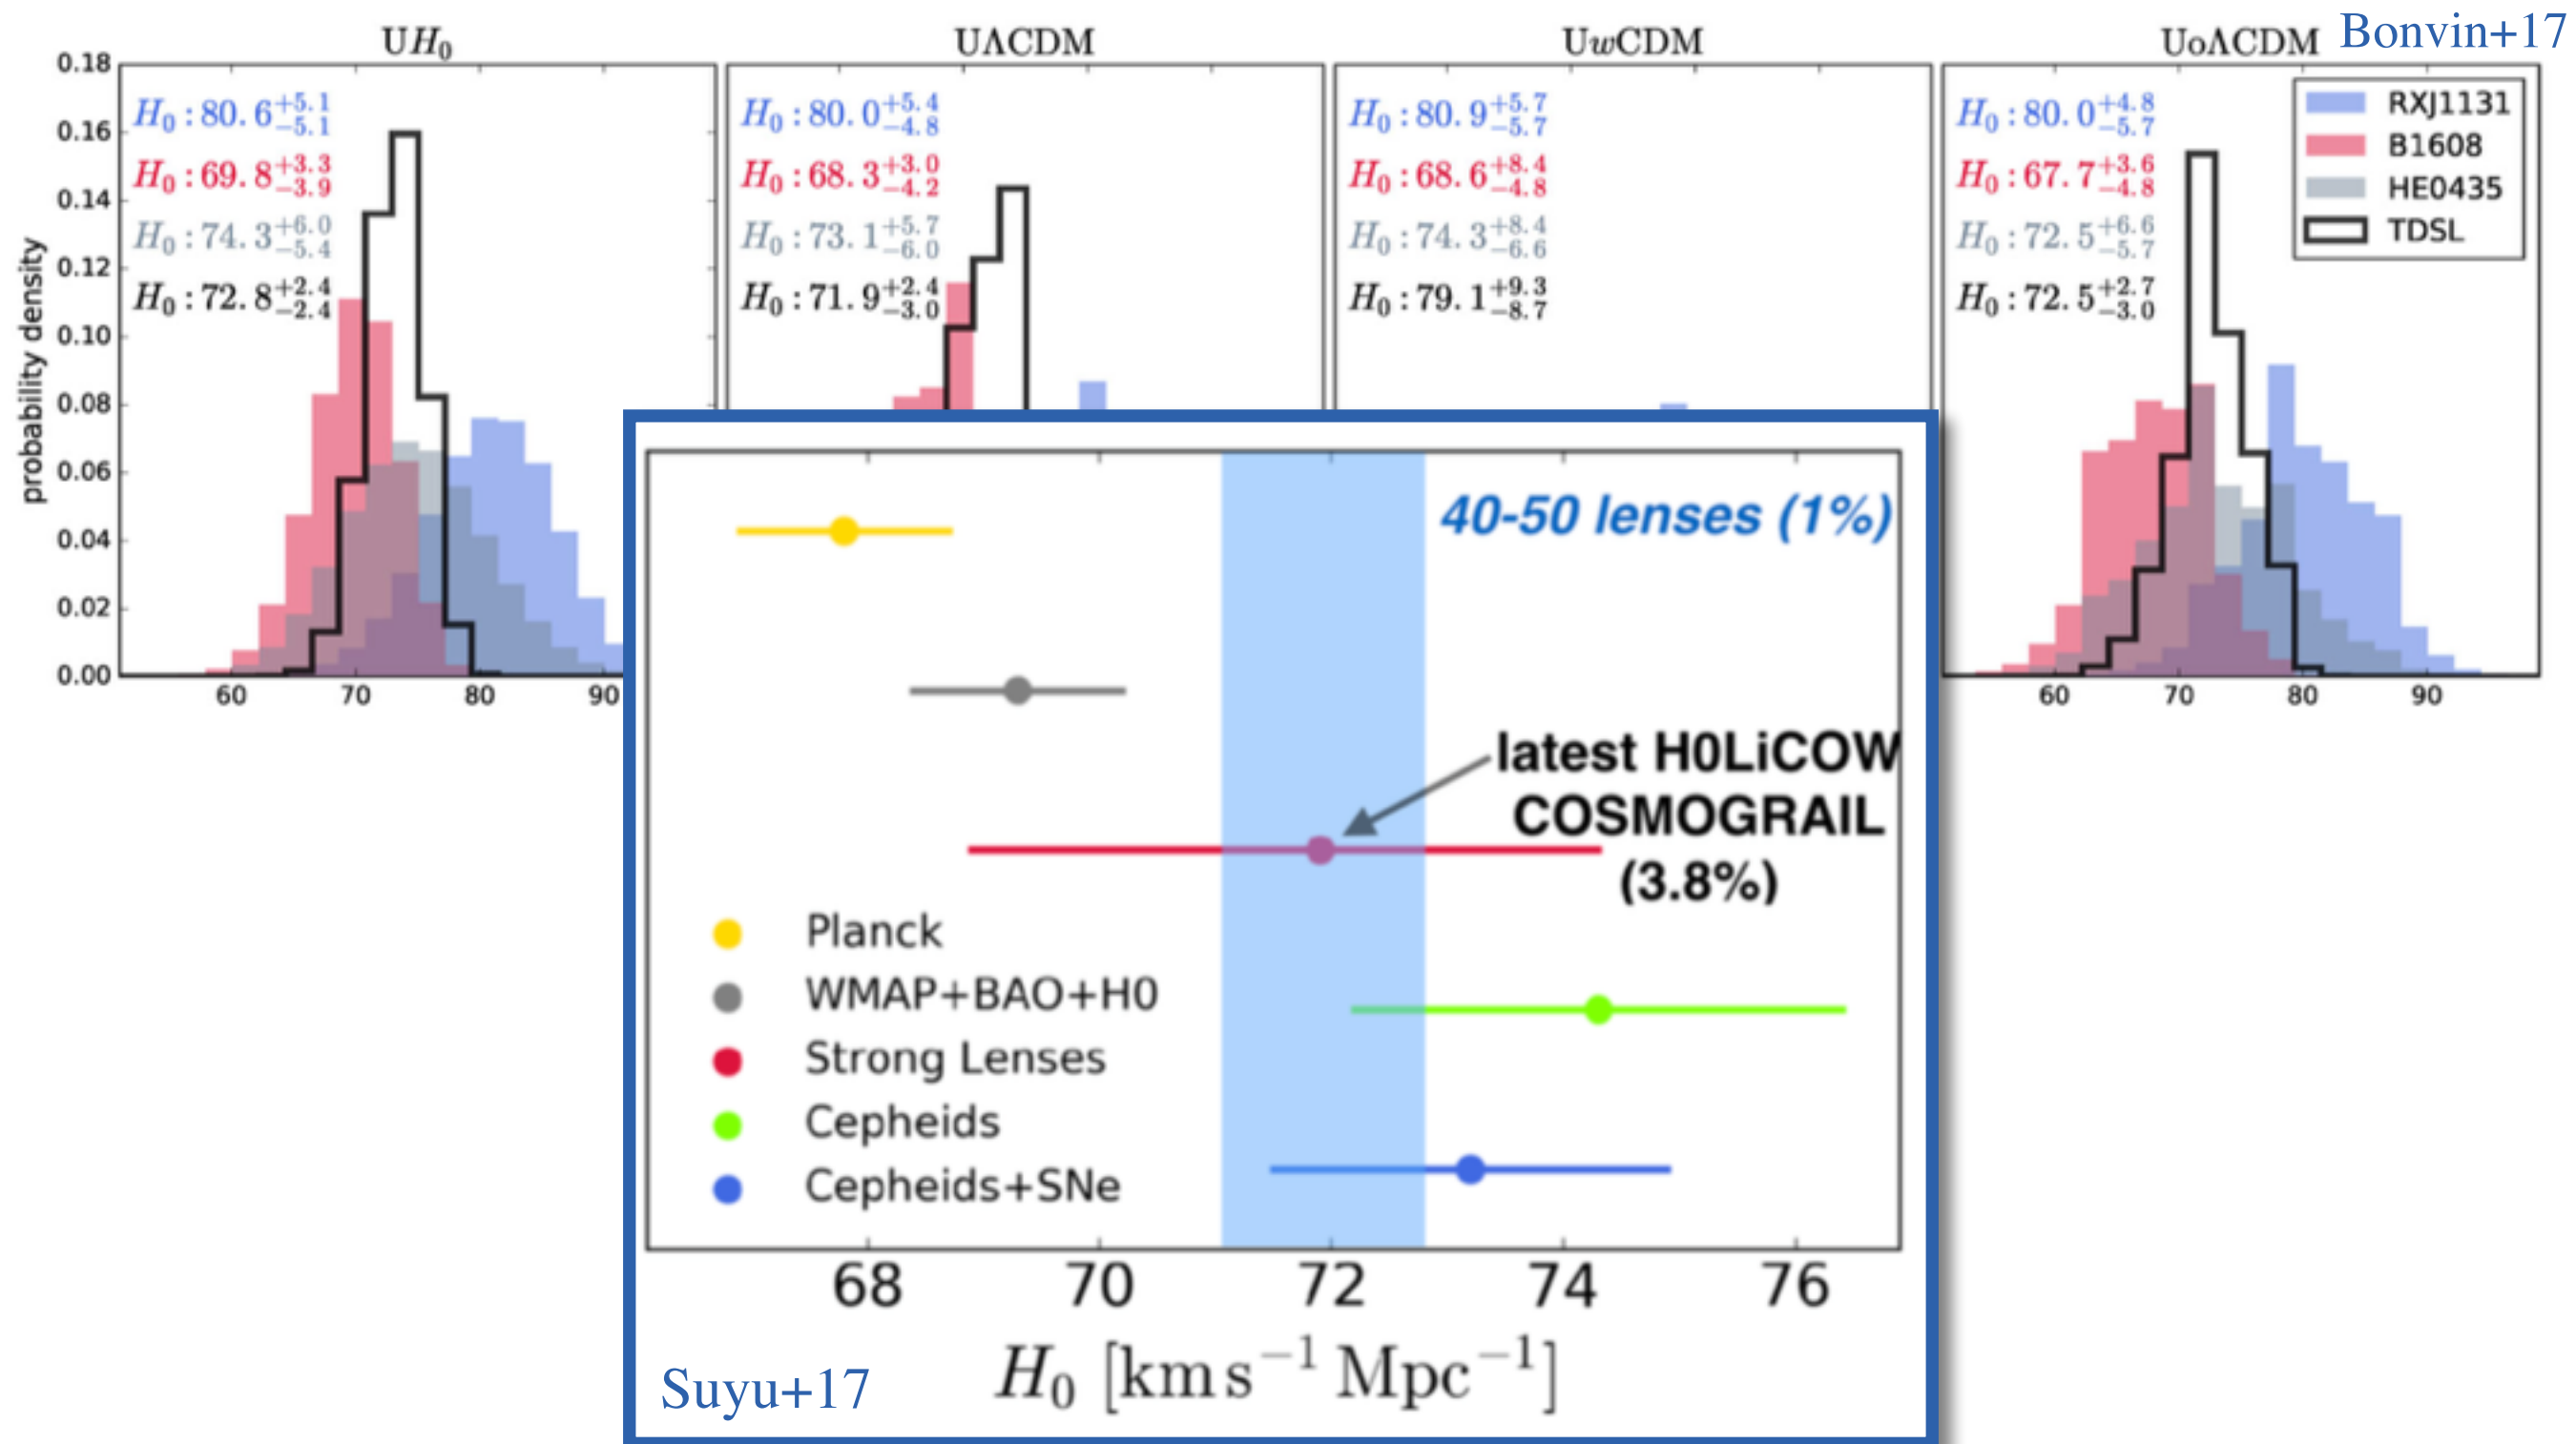 Bonvin+17
UH₀
UΛCDM
UwCDM
UoΛCDM
probability density
0.18
0.16
0.14
0.12
0.10
0.08
0.06
0.04
0.02
0.00
H₀ : 80.6 +5.1 −5.1
H₀ : 69.8 +3.3 −3.9
H₀ : 74.3 +6.0 −5.4
H₀ : 72.8 +2.4 −2.4
60 70 80 90
H₀ : 80.0 +5.4 −4.8
H₀ : 68.3 +3.0 −4.2
H₀ : 73.1 +5.7 −6.0
H₀ : 71.9 +2.4 −3.0
H₀ : 80.9 +5.7 −5.7
H₀ : 68.6 +8.4 −4.8
H₀ : 74.3 +8.4 −6.6
H₀ : 79.1 +9.3 −8.7
H₀ : 80.0 +4.8 −5.7
H₀ : 67.7 +3.6 −4.8
H₀ : 72.5 +6.6 −5.7
H₀ : 72.5 +2.7 −3.0
RXJ1131
B1608
HE0435
TDSL
60 70 80 90
40-50 lenses (1%)
latest H0LiCOW
COSMOGRAIL
(3.8%)
Planck
WMAP+BAO+H0
Strong Lenses
Cepheids
Cepheids+SNe
68 70 72 74 76
H₀ [km s⁻¹ Mpc⁻¹]
Suyu+17